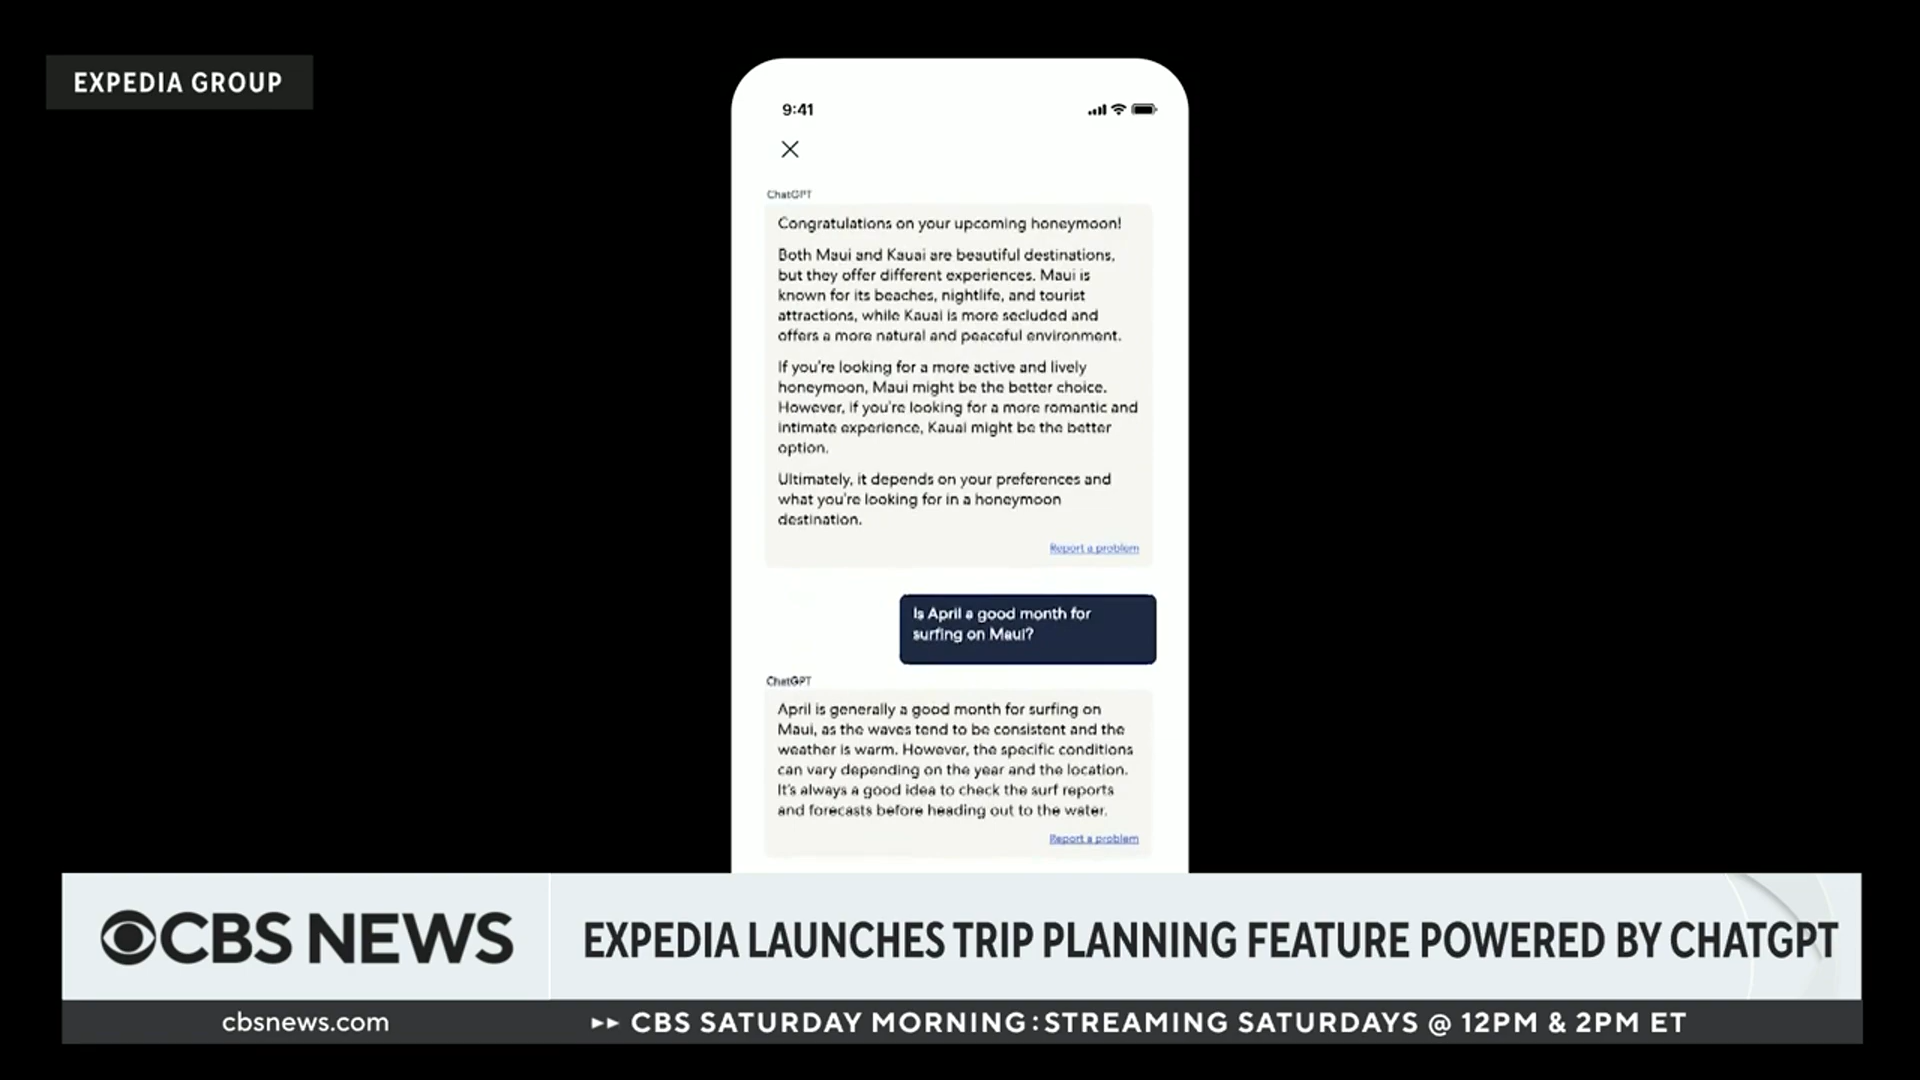 EXPEDIA GROUP
9:41
ChatGPT
Congratulations on your upcoming honeymoon!
Both Maui and Kauai are beautiful destinations,
but they offer different experiences. Maui is
known for its beaches, nightlife, and tourist
attractions, while Kauai is more secluded and
offers a more natural and peaceful environment.
If you're looking for a more active and lively
honeymoon, Maui might be the better choice.
However, if you're looking for a more romantic and
intimate experience, Kauai might be the better
option.
Ultimately, it depends on your preferences and
what you're looking for in a honeymoon
destination.
Report a problem
Is April a good month for
surfing on Maui?
ChatGPT
April is generally a good month for surfing on
Maui, as the waves tend to be consistent and the
weather is warm. However, the specific conditions
can vary depending on the year and the location.
It's always a good idea to check the surf reports
and forecasts before heading out to the water.
Report a problem
CBS NEWS
EXPEDIA LAUNCHES TRIP PLANNING FEATURE POWERED BY CHATGPT
cbsnews.com
CBS SATURDAY MORNING: STREAMING SATURDAYS @ 12PM & 2PM ET